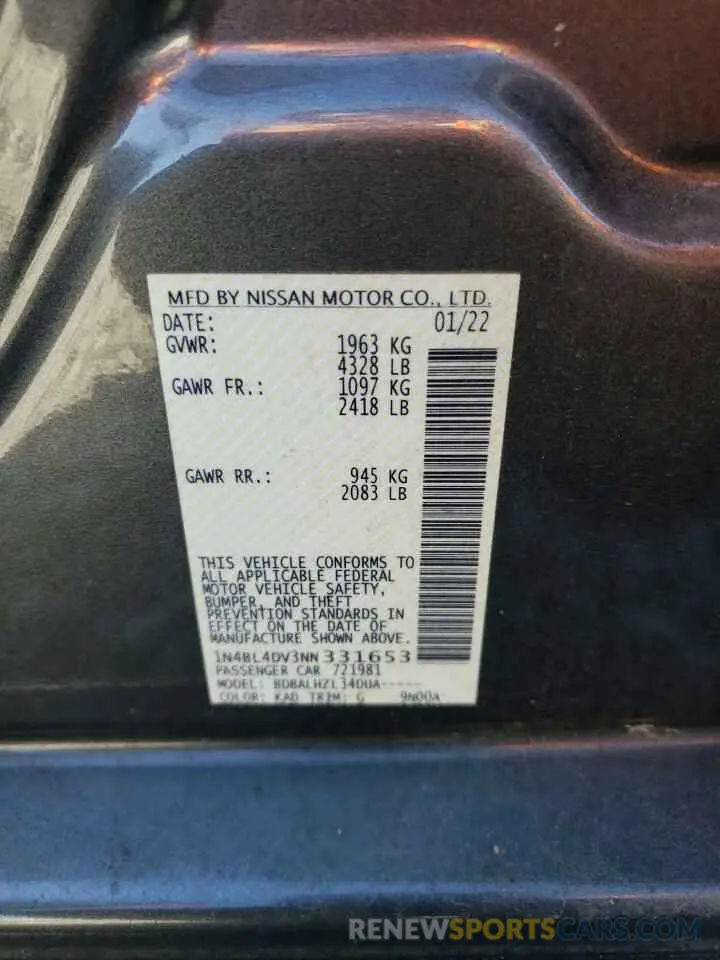 MFD BY NISSAN MOTOR CO., LTD.
DATE: 01/22
GVWR: 1963 KG
4328 LB
GAWR FR.: 1097 KG
2418 LB
GAWR RR.: 945 KG
2083 LB
THIS VEHICLE CONFORMS TO
ALL APPLICABLE FEDERAL
MOTOR VEHICLE SAFETY,
BUMPER, AND THEFT
PREVENTION STANDARDS IN
EFFECT ON THE DATE OF
MANUFACTURE SHOWN ABOVE.
1N4BL4DV3NN331653
PASSENGER CAR 721981
MODEL: BDBALHZL34DUA-----
COLOR: KAD TRIM: G 9N00A
RENEWSPORTSCARS.COM